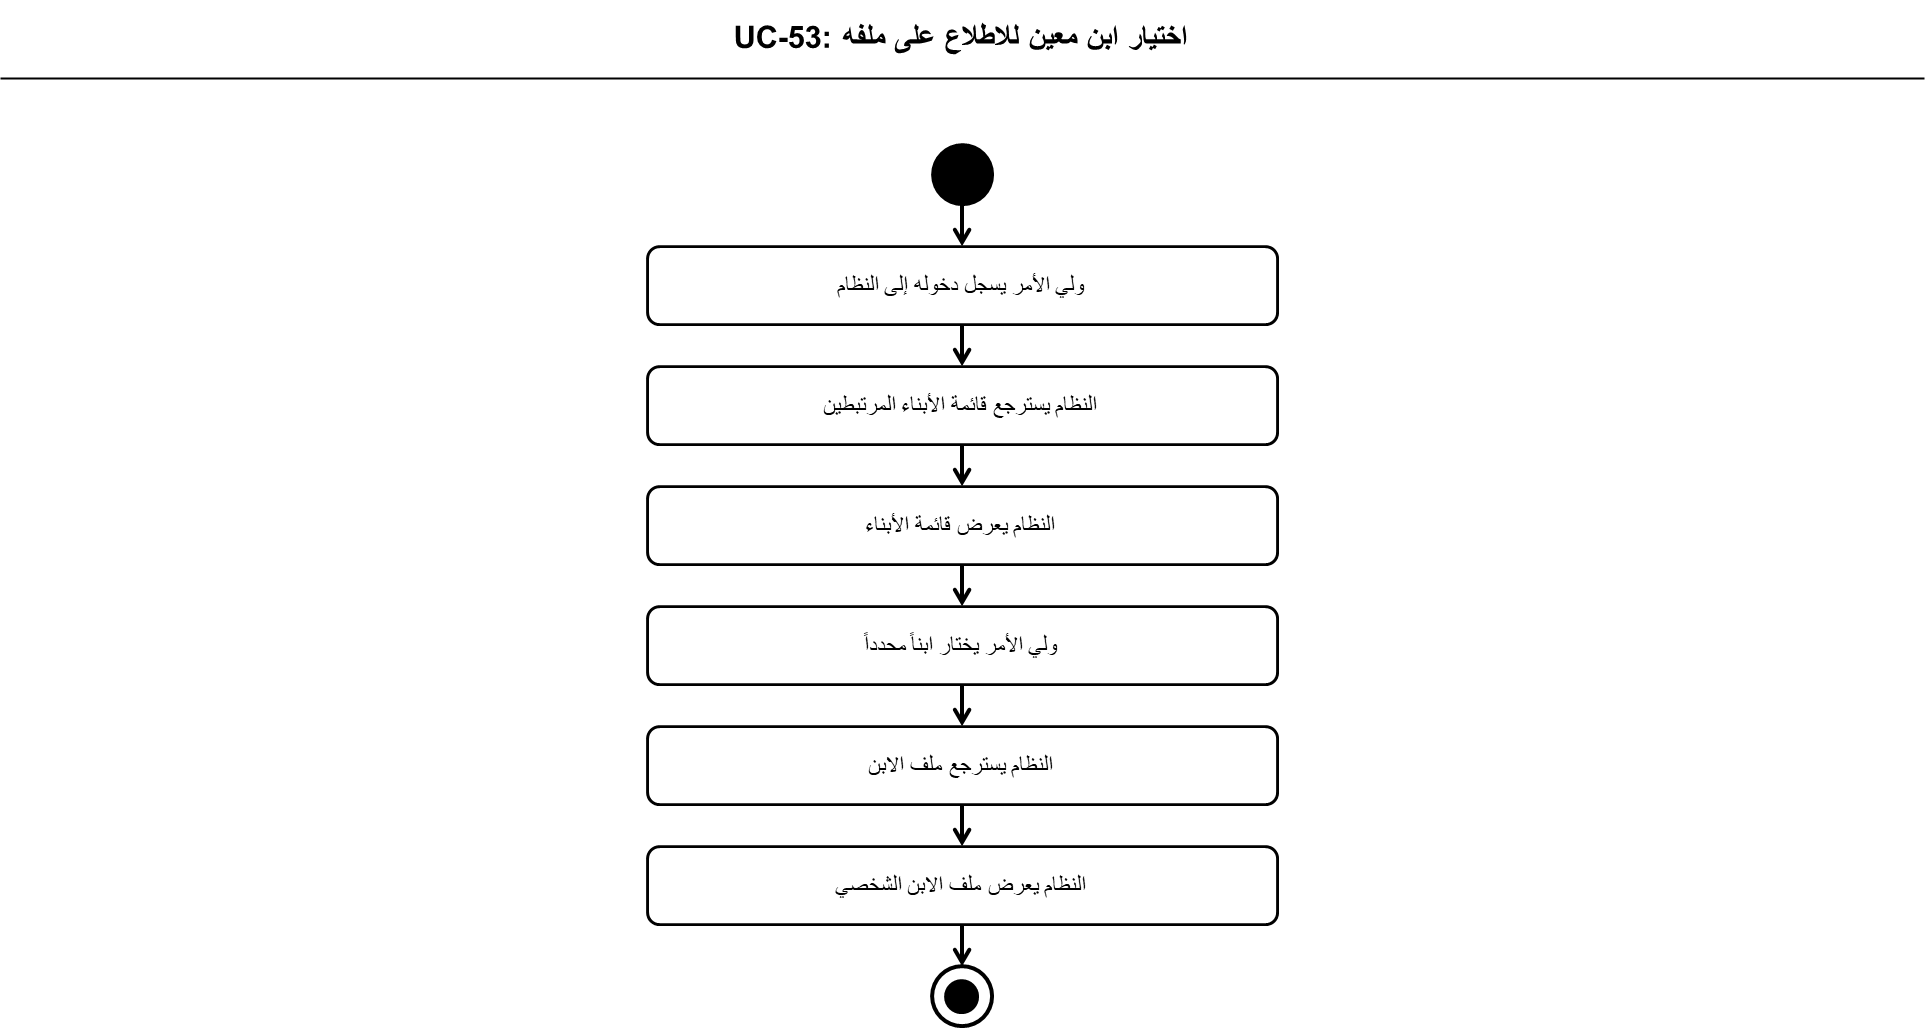 UC-53: اختيار ابن معين للاطلاع على ملفه
ولي الأمر يسجل دخوله إلى النظام
النظام يسترجع قائمة الأبناء المرتبطين
النظام يعرض قائمة الأبناء
ولي الأمر يختار ابناً محدداً
النظام يسترجع ملف الابن
النظام يعرض ملف الابن الشخصي